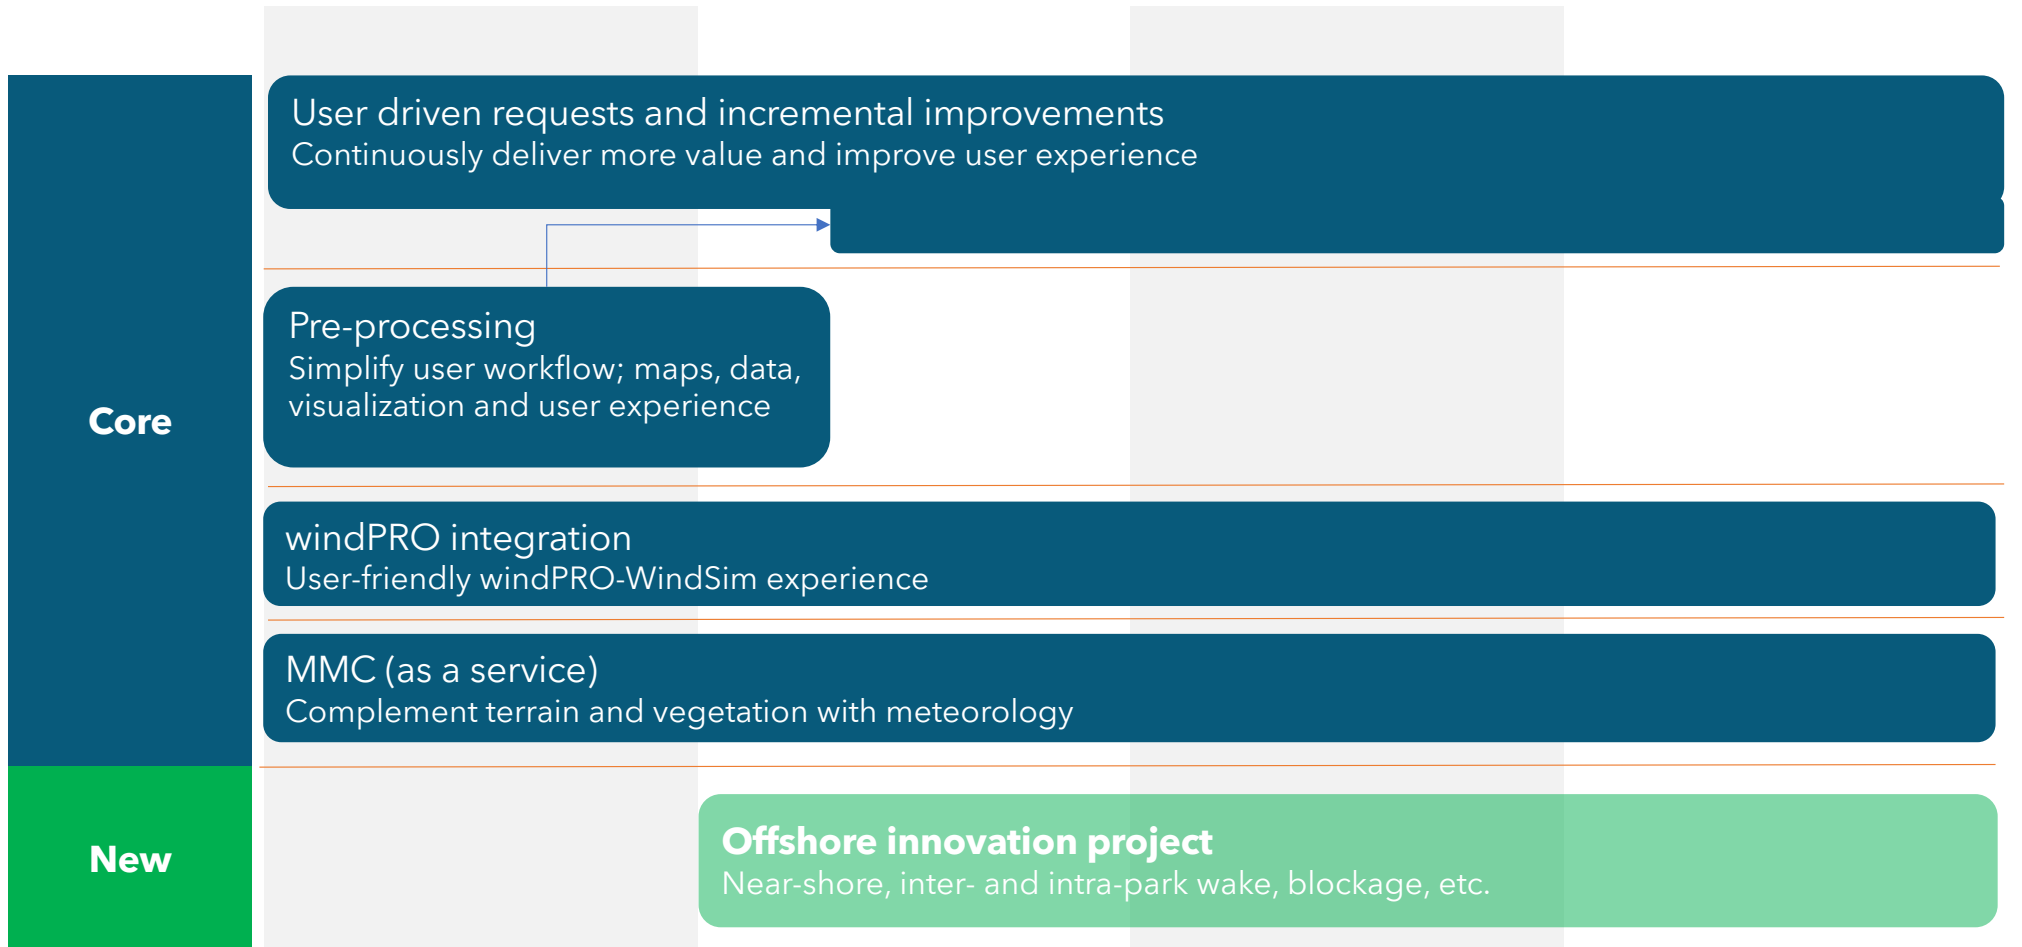 User driven requests and incremental improvements
Continuously deliver more value and improve user experience
Core
Pre-processing
Simplify user workflow; maps, data,
visualization and user experience
windPRO integration
User-friendly windPRO-WindSim experience
MMC (as a service)
Complement terrain and vegetation with meteorology
New
Offshore innovation project
Near-shore, inter- and intra-park wake, blockage, etc.